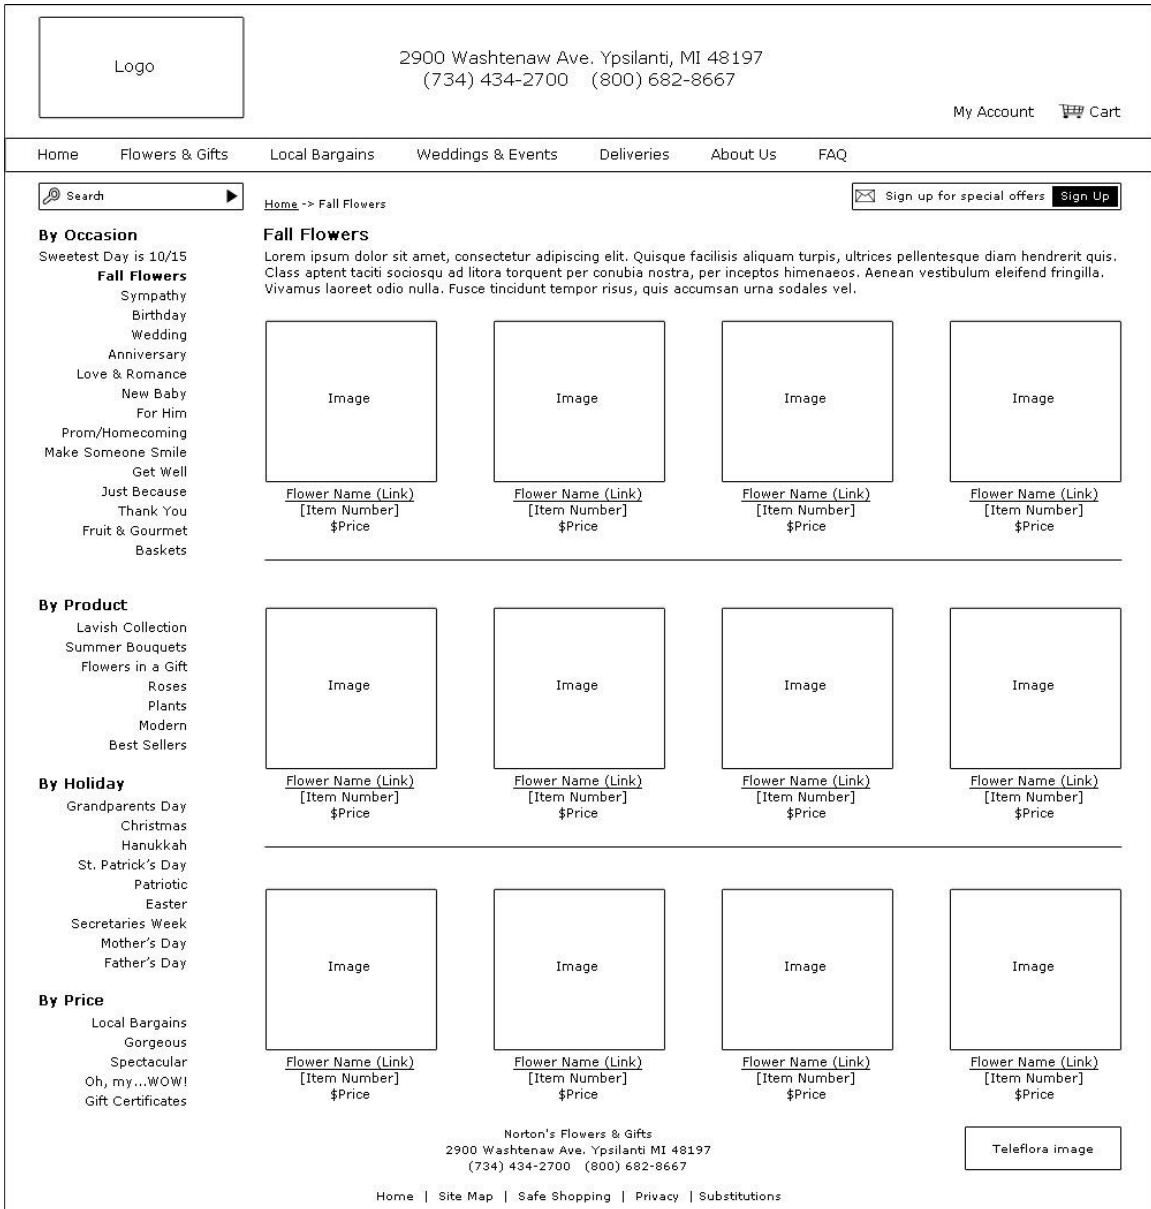 Logo
2900 Washtenaw Ave. Ypsilanti, MI 48197
(734) 434-2700 (800) 682-8667
My Account Cart
Home Flowers & Gifts Local Bargains Weddings & Events Deliveries About Us FAQ
Search
Home -> Fall Flowers
Sign up for special offers Sign Up
By Occasion
Sweetest Day is 10/15
Fall Flowers
Sympathy
Birthday
Wedding
Anniversary
Love & Romance
New Baby
For Him
Prom/Homecoming
Make Someone Smile
Get Well
Just Because
Thank You
Fruit & Gourmet
Baskets
By Product
Lavish Collection
Summer Bouquets
Flowers in a Gift
Roses
Plants
Modern
Best Sellers
By Holiday
Grandparents Day
Christmas
Hanukkah
St. Patrick's Day
Patriotic
Easter
Secretaries Week
Mother's Day
Father's Day
By Price
Local Bargains
Gorgeous
Spectacular
Oh, my...WOW!
Gift Certificates
Fall Flowers
Lorem ipsum dolor sit amet, consectetur adipiscing elit. Quisque facilisis aliquam turpis, ultrices pellentesque diam hendrerit quis.
Class aptent taciti sociosqu ad litora torquent per conubia nostra, per inceptos himenaeos. Aenean vestibulum eleifend fringilla.
Vivamus laoreet odio nulla. Fusce tincidunt tempor risus, quis accumsan urna sodales vel.
Image Image Image Image
Flower Name (Link) Flower Name (Link) Flower Name (Link) Flower Name (Link)
[Item Number] [Item Number] [Item Number] [Item Number]
$Price $Price $Price $Price
Image Image Image Image
Flower Name (Link) Flower Name (Link) Flower Name (Link) Flower Name (Link)
[Item Number] [Item Number] [Item Number] [Item Number]
$Price $Price $Price $Price
Image Image Image Image
Flower Name (Link) Flower Name (Link) Flower Name (Link) Flower Name (Link)
[Item Number] [Item Number] [Item Number] [Item Number]
$Price $Price $Price $Price
Norton's Flowers & Gifts
2900 Washtenaw Ave. Ypsilanti MI 48197
(734) 434-2700 (800) 682-8667
Teleflora image
Home | Site Map | Safe Shopping | Privacy | Substitutions